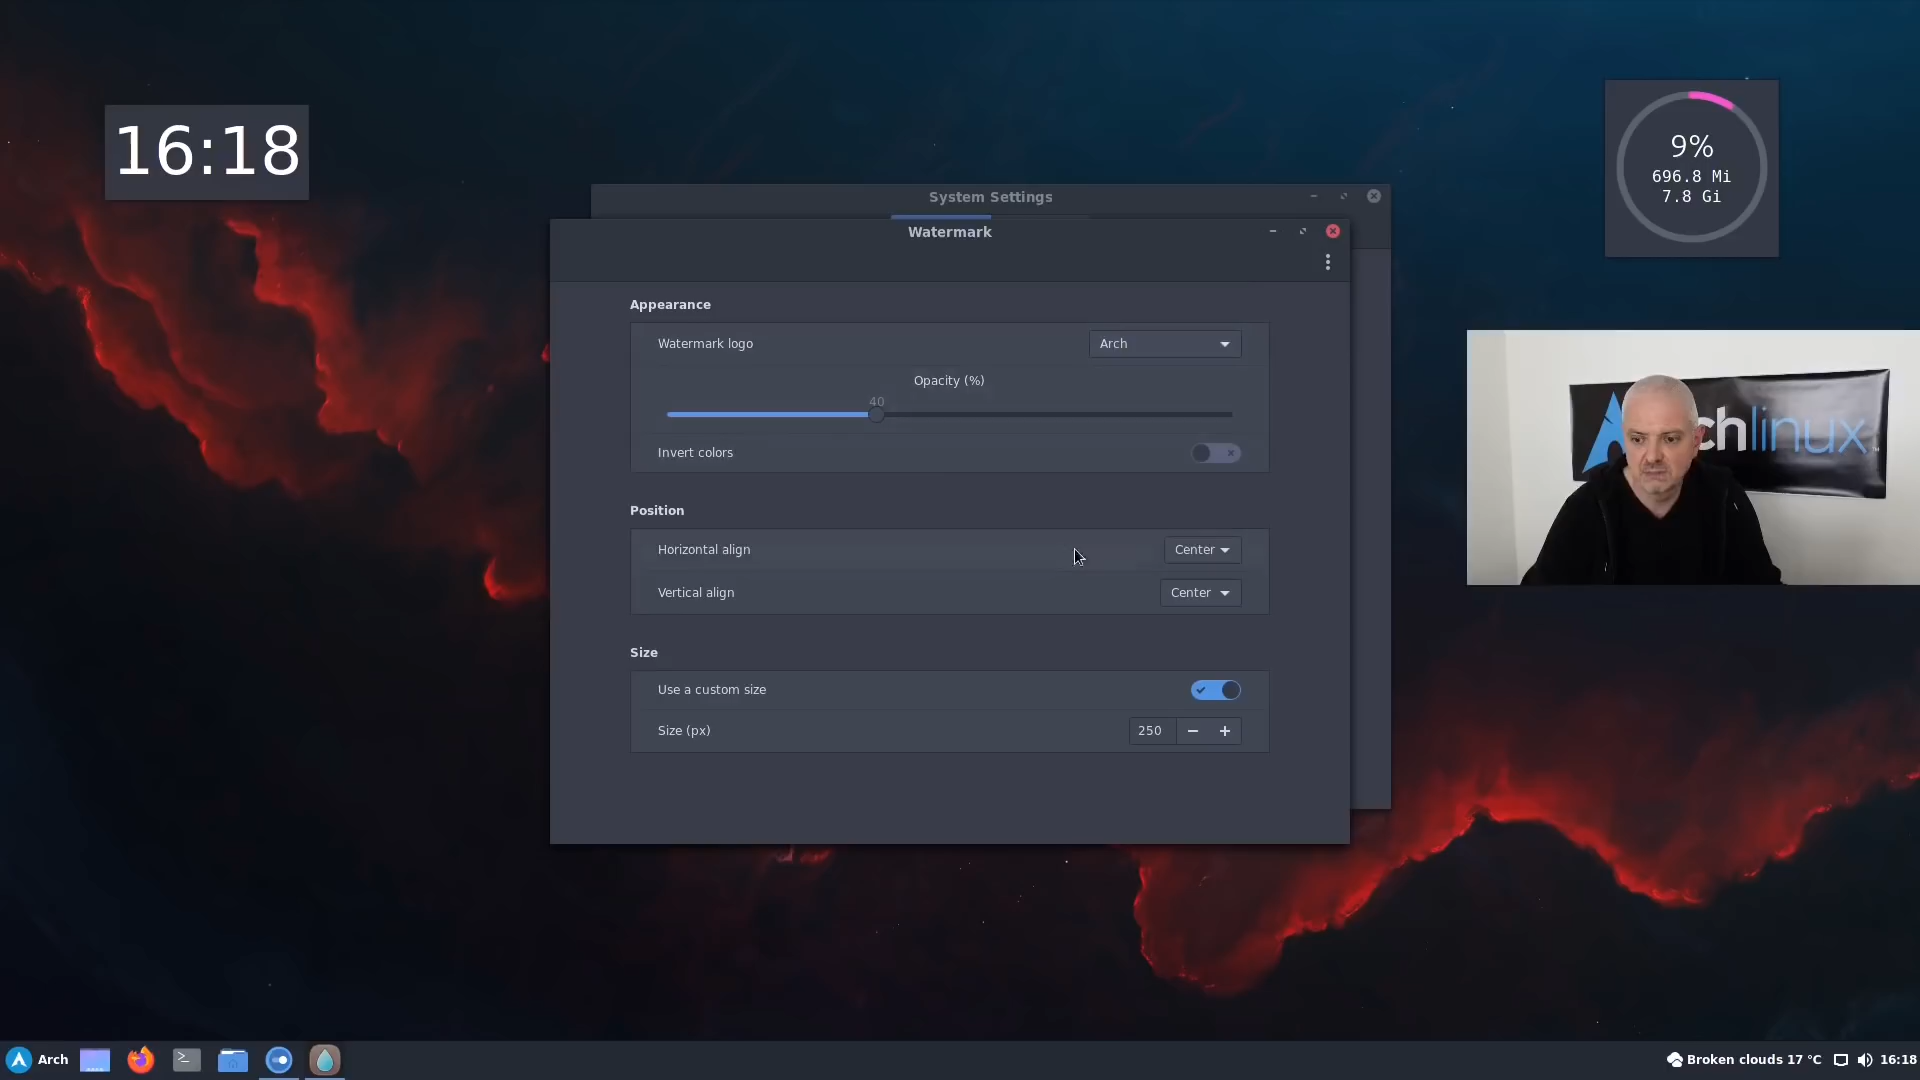 16:18
9%
696.8 Mi
7.8 Gi
System Settings
Watermark
Appearance
Watermark logo
Arch
Opacity (%)
40
Invert colors
Position
Horizontal align
Center
Vertical align
Center
Size
Use a custom size
Size (px)
250
chlinux
Arch
Broken clouds 17 °C
16:18